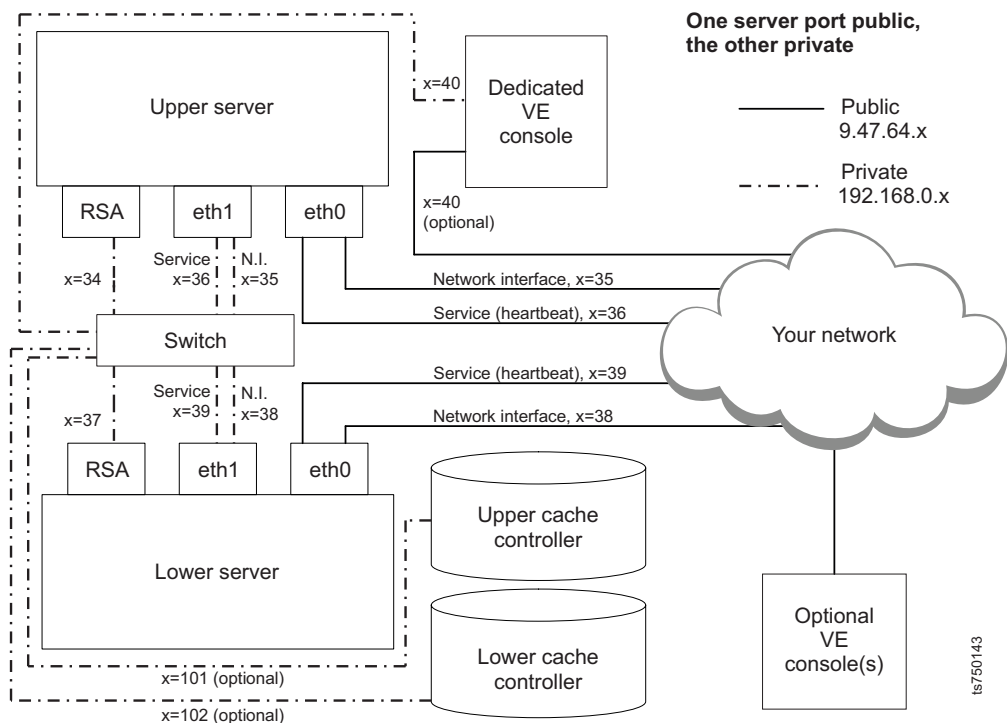 One server port public,
the other private
Public
9.47.64.x
Private
192.168.0.x
Upper server
x=40
Dedicated
VE
console
x=40
(optional)
RSA
eth1
eth0
x=34
Service
x=36
N.I.
x=35
Network interface, x=35
Service (heartbeat), x=36
Your network
Switch
x=37
Service
x=39
N.I.
x=38
Service (heartbeat), x=39
Network interface, x=38
RSA
eth1
eth0
Lower server
Upper cache
controller
Lower cache
controller
x=101 (optional)
x=102 (optional)
Optional
VE
console(s)
ts750143